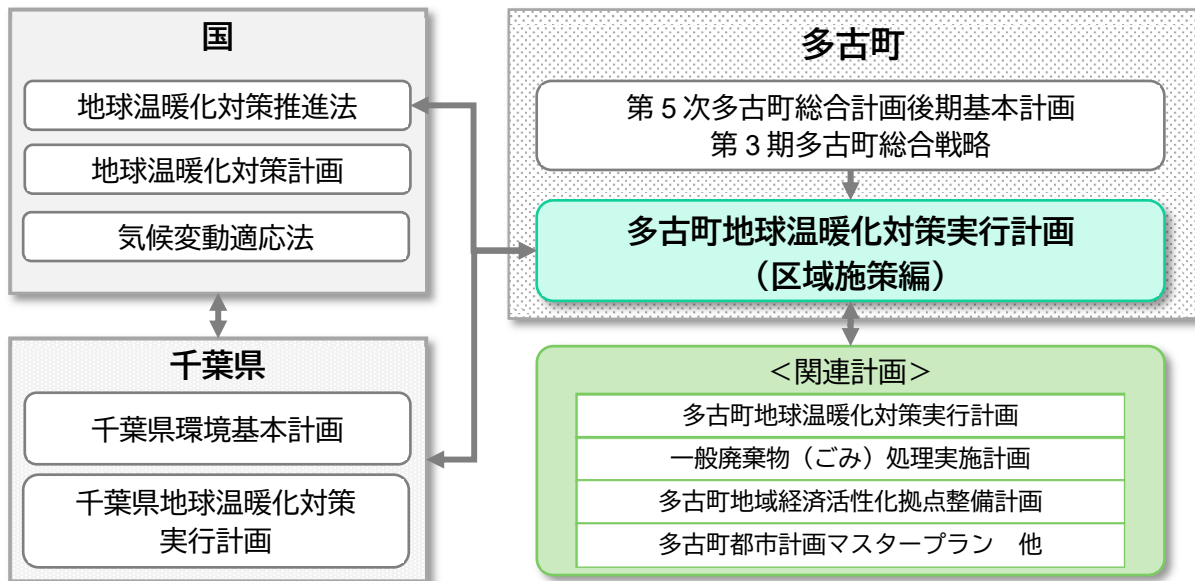 国
地球温暖化対策推進法
地球温暖化対策計画
気候変動適応法
千葉県
千葉県環境基本計画
千葉県地球温暖化対策
実行計画
多古町
第5次多古町総合計画後期基本計画
第3期多古町総合戦略
多古町地球温暖化対策実行計画
（区域施策編）
＜関連計画＞
多古町地球温暖化対策実行計画
一般廃棄物（ごみ）処理実施計画
多古町地域経済活性化拠点整備計画
多古町都市計画マスタープラン　他